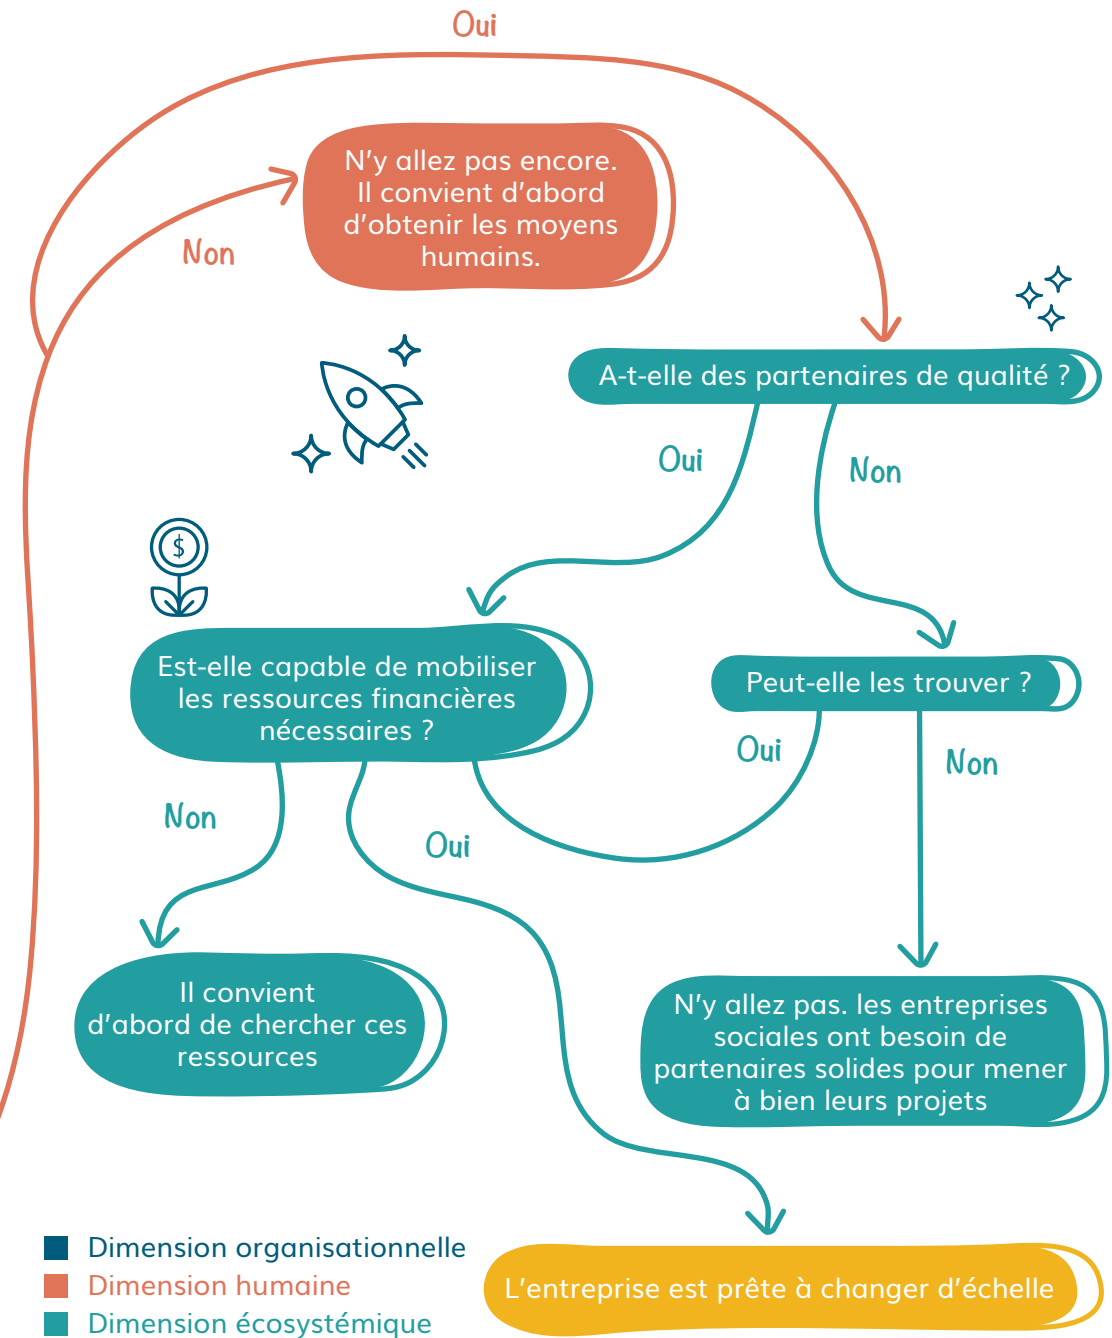 Oui
N'y allez pas encore.
Il convient d'abord
d'obtenir les moyens
humains.
Non
A-t-elle des partenaires de qualité ?
Oui
Non
$
Est-elle capable de mobiliser
les ressources financières
nécessaires ?
Peut-elle les trouver ?
Oui
Non
Non
Oui
Il convient
d'abord de chercher ces
ressources
N'y allez pas. les entreprises
sociales ont besoin de
partenaires solides pour mener
à bien leurs projets
Dimension organisationnelle
Dimension humaine
Dimension écosystémique
L'entreprise est prête à changer d'échelle